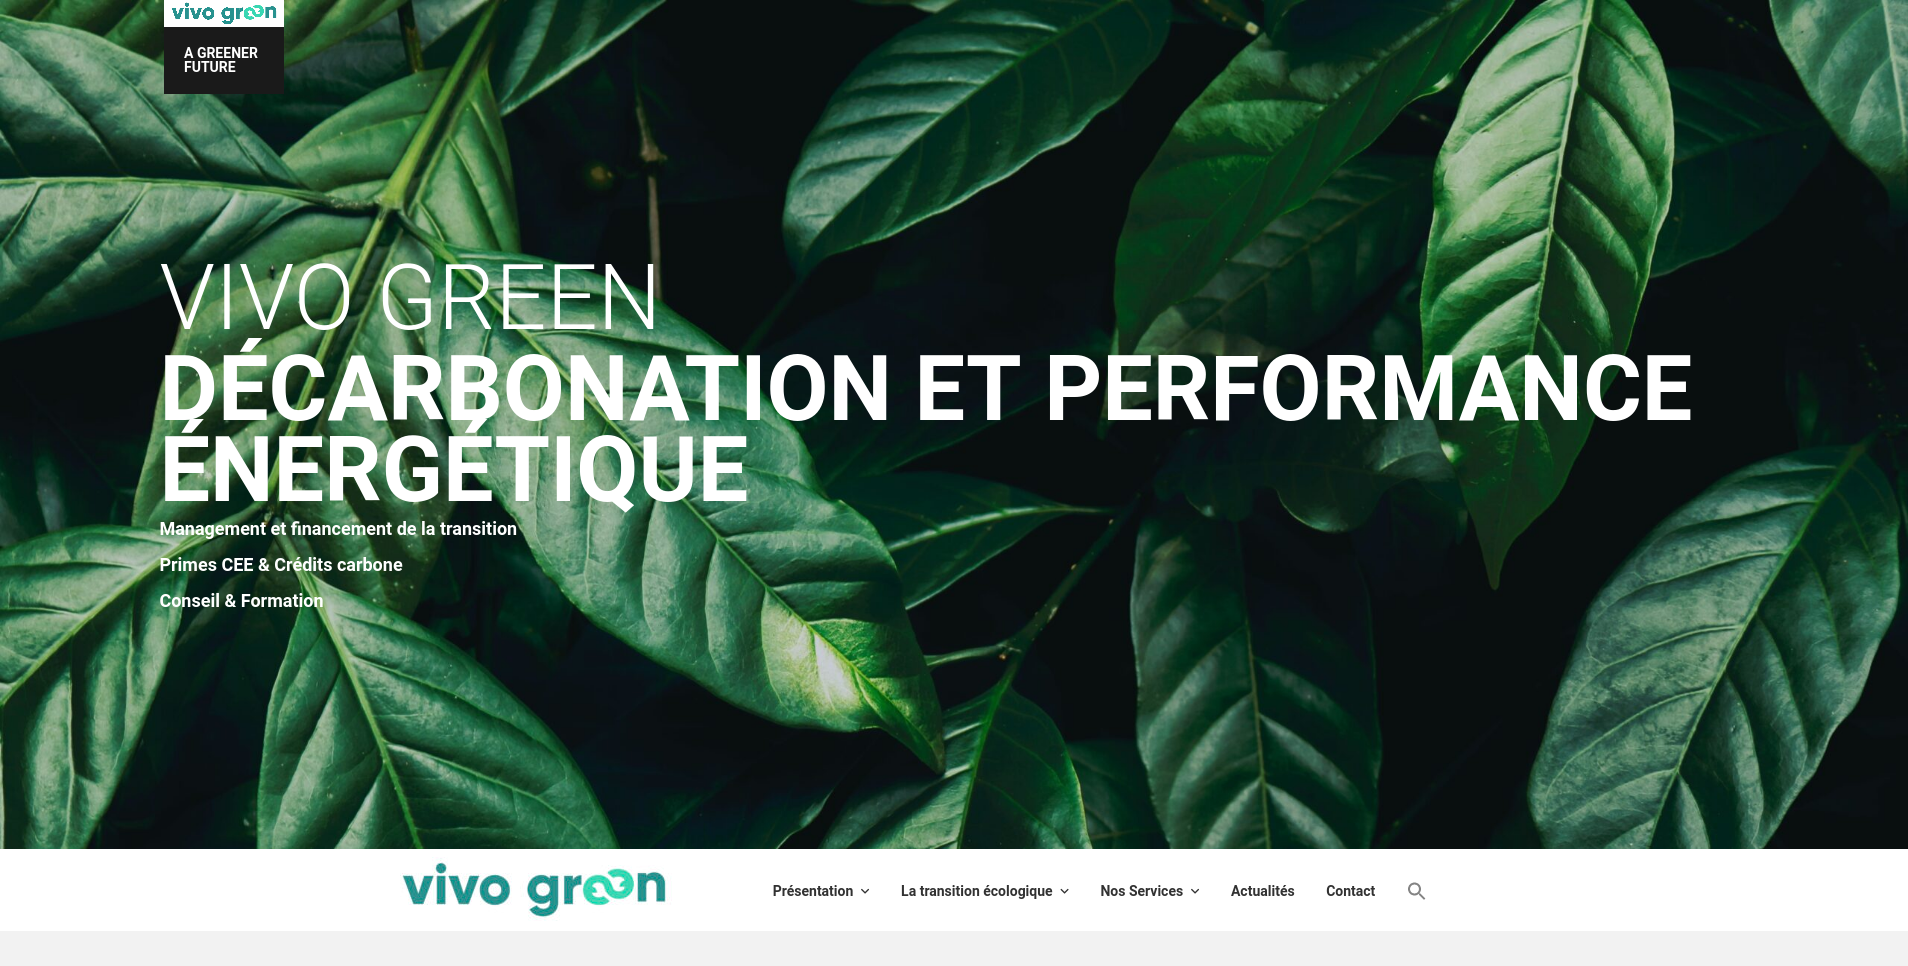 vivo green
A GREENER
FUTURE
VIVO GREEN
DÉCARBONATION ET PERFORMANCE
ÉNERGÉTIQUE
Management et financement de la transition
Primes CEE & Crédits carbone
Conseil & Formation
vivo green
Présentation
La transition écologique
Nos Services
Actualités
Contact